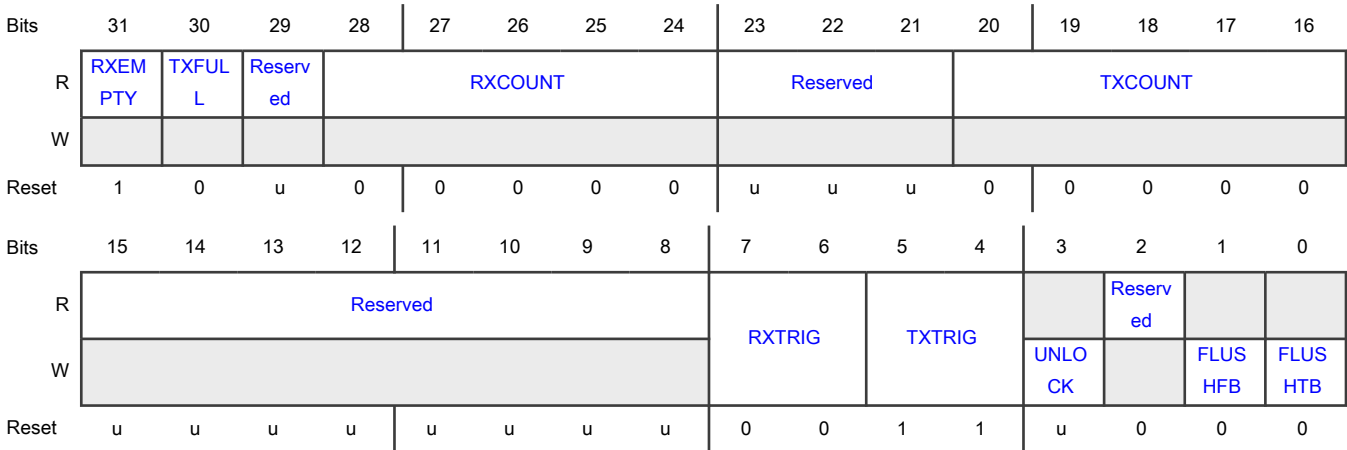 Bits 31 30 29 28 27 26 25 24 23 22 21 20 19 18 17 16
R RXEM TXFUL Reserv RXCOUNT Reserved TXCOUNT
PTY L ed
W
Reset 1 0 u 0 0 0 0 0 u u u 0 0 0 0 0
Bits 15 14 13 12 11 10 9 8 7 6 5 4 3 2 1 0
R Reserved RXTRIG TXTRIG Reserv
ed
W UNLO FLUS FLUS
CK HFB HTB
Reset u u u u u u u u 0 0 1 1 u 0 0 0